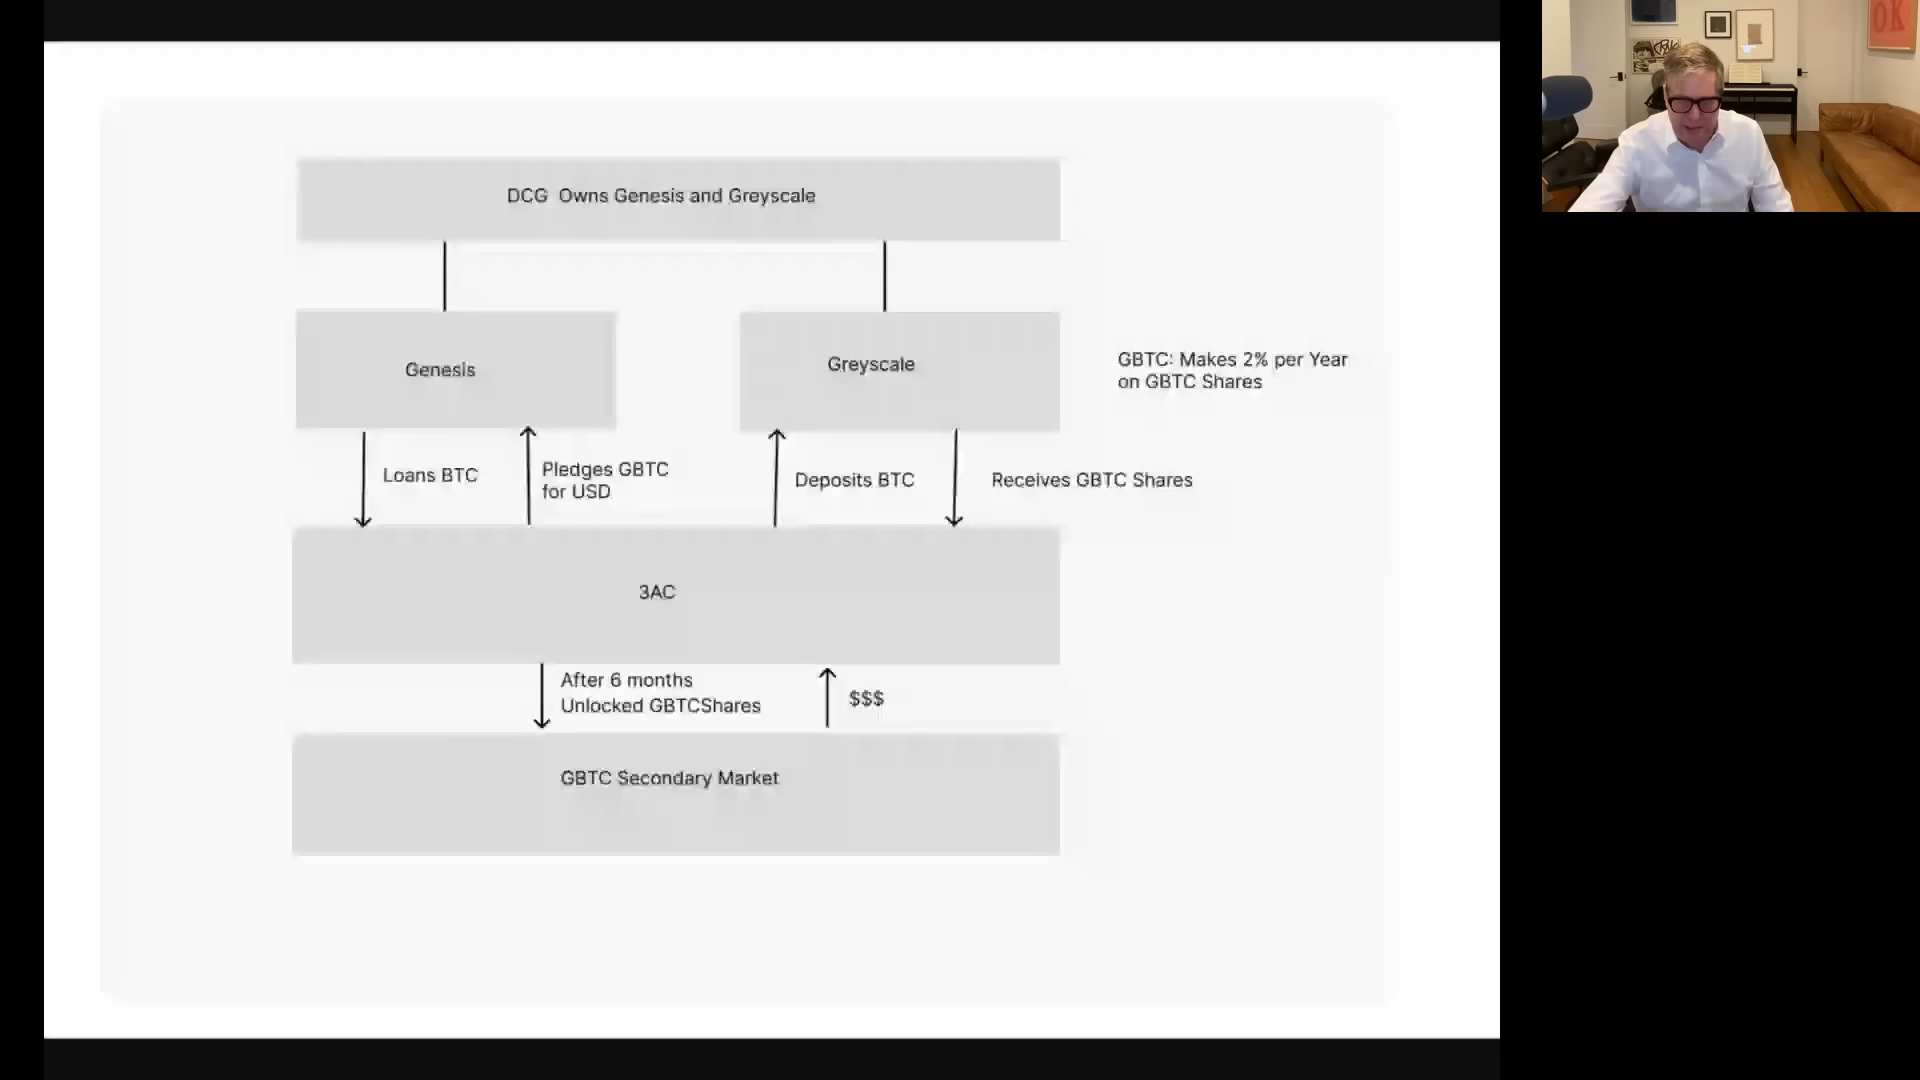 DCG Owns Genesis and Greyscale
Genesis
Greyscale
GBTC: Makes 2% per Year
on GBTC Shares
Loans BTC
Pledges GBTC
for USD
Deposits BTC
Receives GBTC Shares
3AC
After 6 months
Unlocked GBTCShares
$$$
GBTC Secondary Market
OK